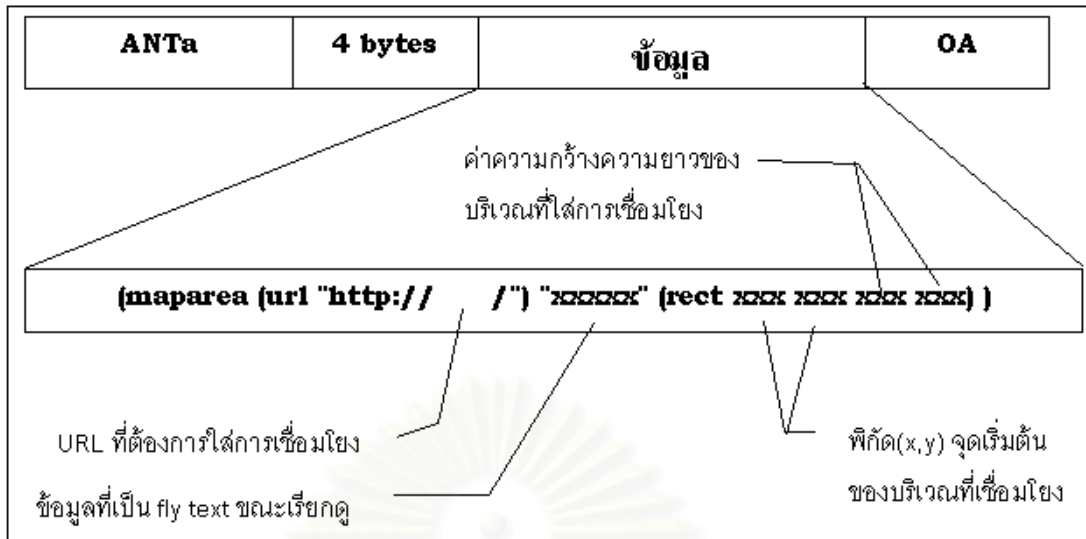 ANTa 4 bytes ข้อมูล 0A
ค่าความกว้างความยาวของ
บริเวณที่ใส่การเชื่อมโยง
(maparea (url "http:// /") "xxxxxx" (rect xxx xxx xxx xxx) )
URL ที่ต้องการใส่การเชื่อมโยง
ข้อมูลที่เป็น fly text ขณะเรียกดู
พิกัด(x,y) จุดเริ่มต้น
ของบริเวณที่เชื่อมโยง